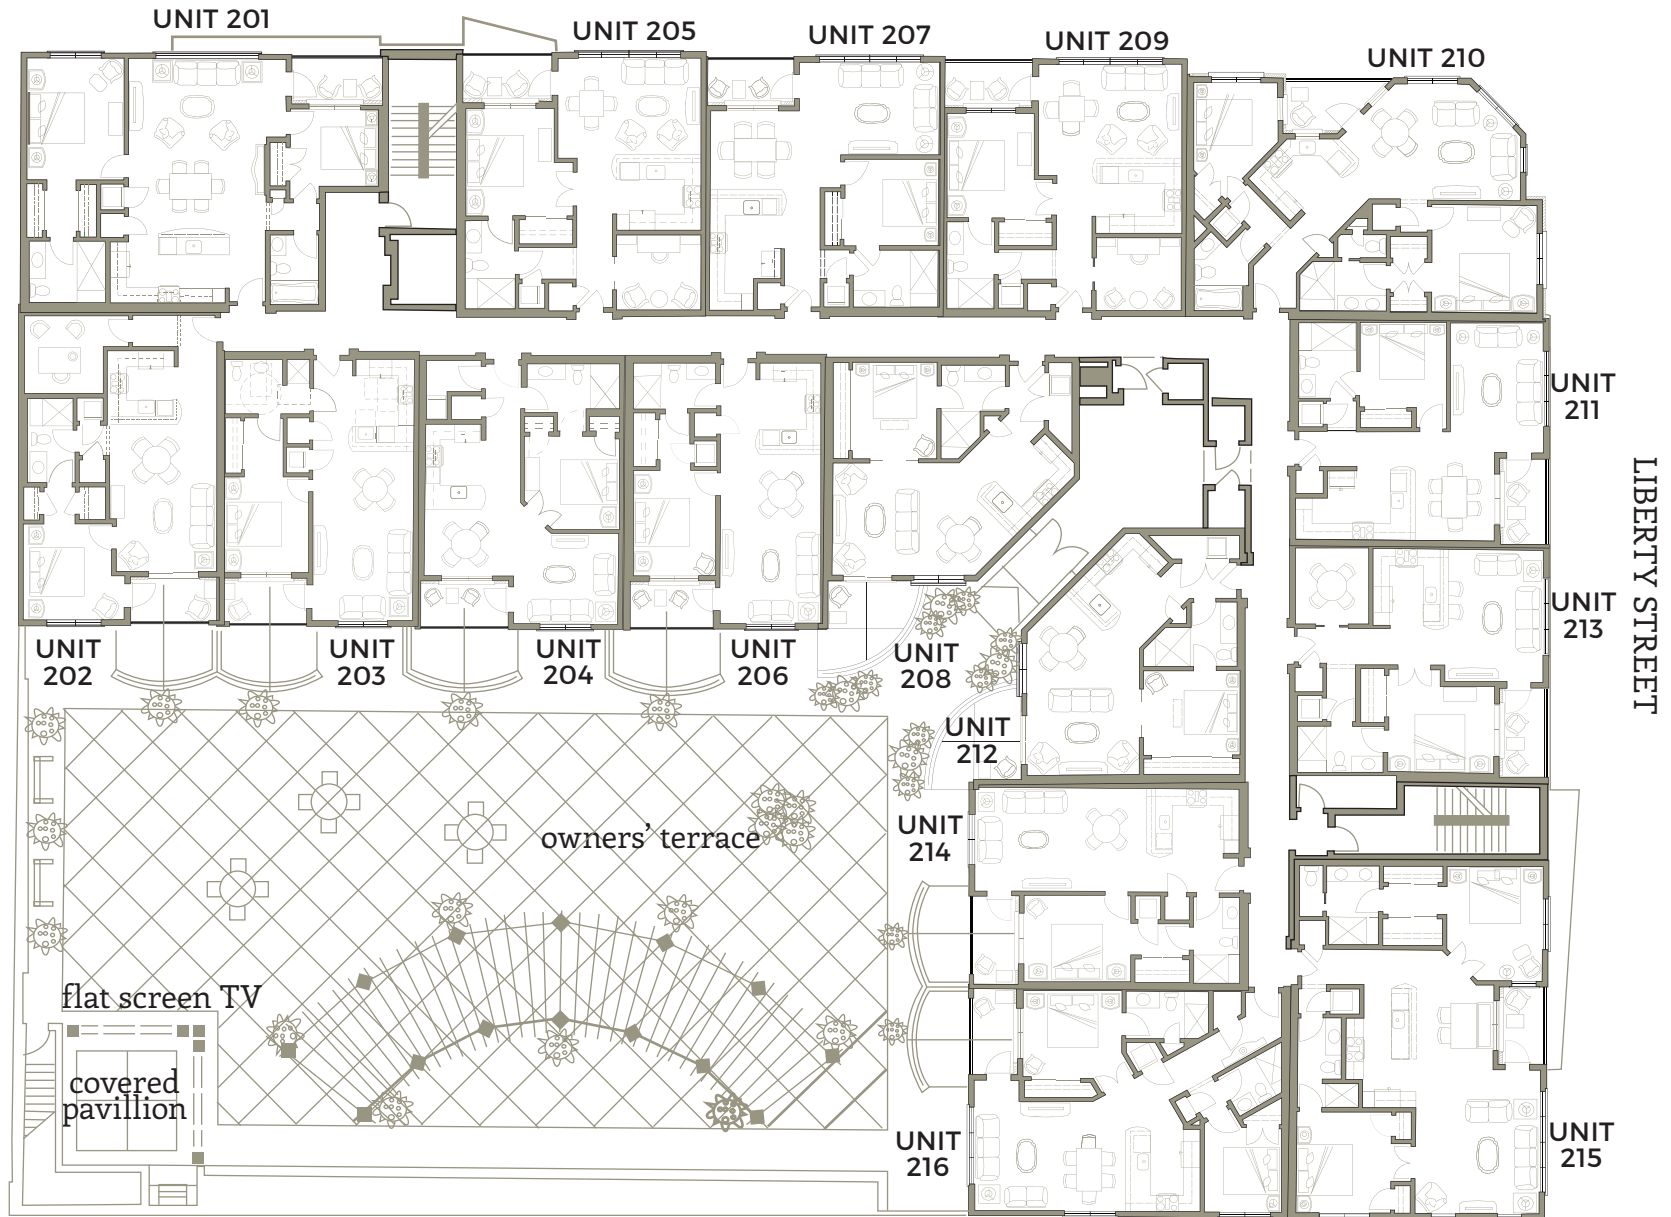 UNIT 201
UNIT 205
UNIT 207
UNIT 209
UNIT 210
UNIT
211
LIBERTY STREET
UNIT
213
UNIT
202
UNIT
203
UNIT
204
UNIT
206
UNIT
208
UNIT
212
UNIT
214
owners’ terrace
flat screen TV
covered
pavillion
UNIT
216
UNIT
215